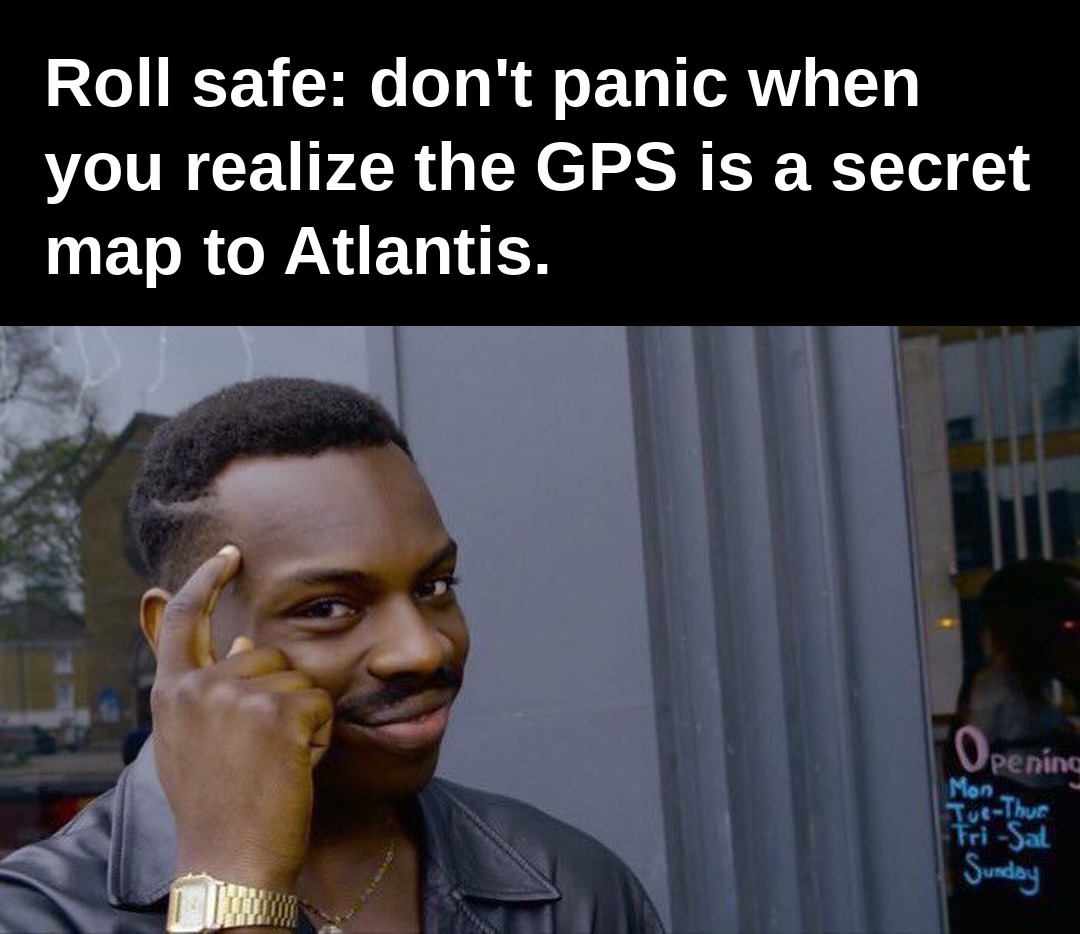 Roll safe: don't panic when
you realize the GPS is a secret
map to Atlantis.
Opening
Mon
Tue-Thur
Fri -Sat
Sunday